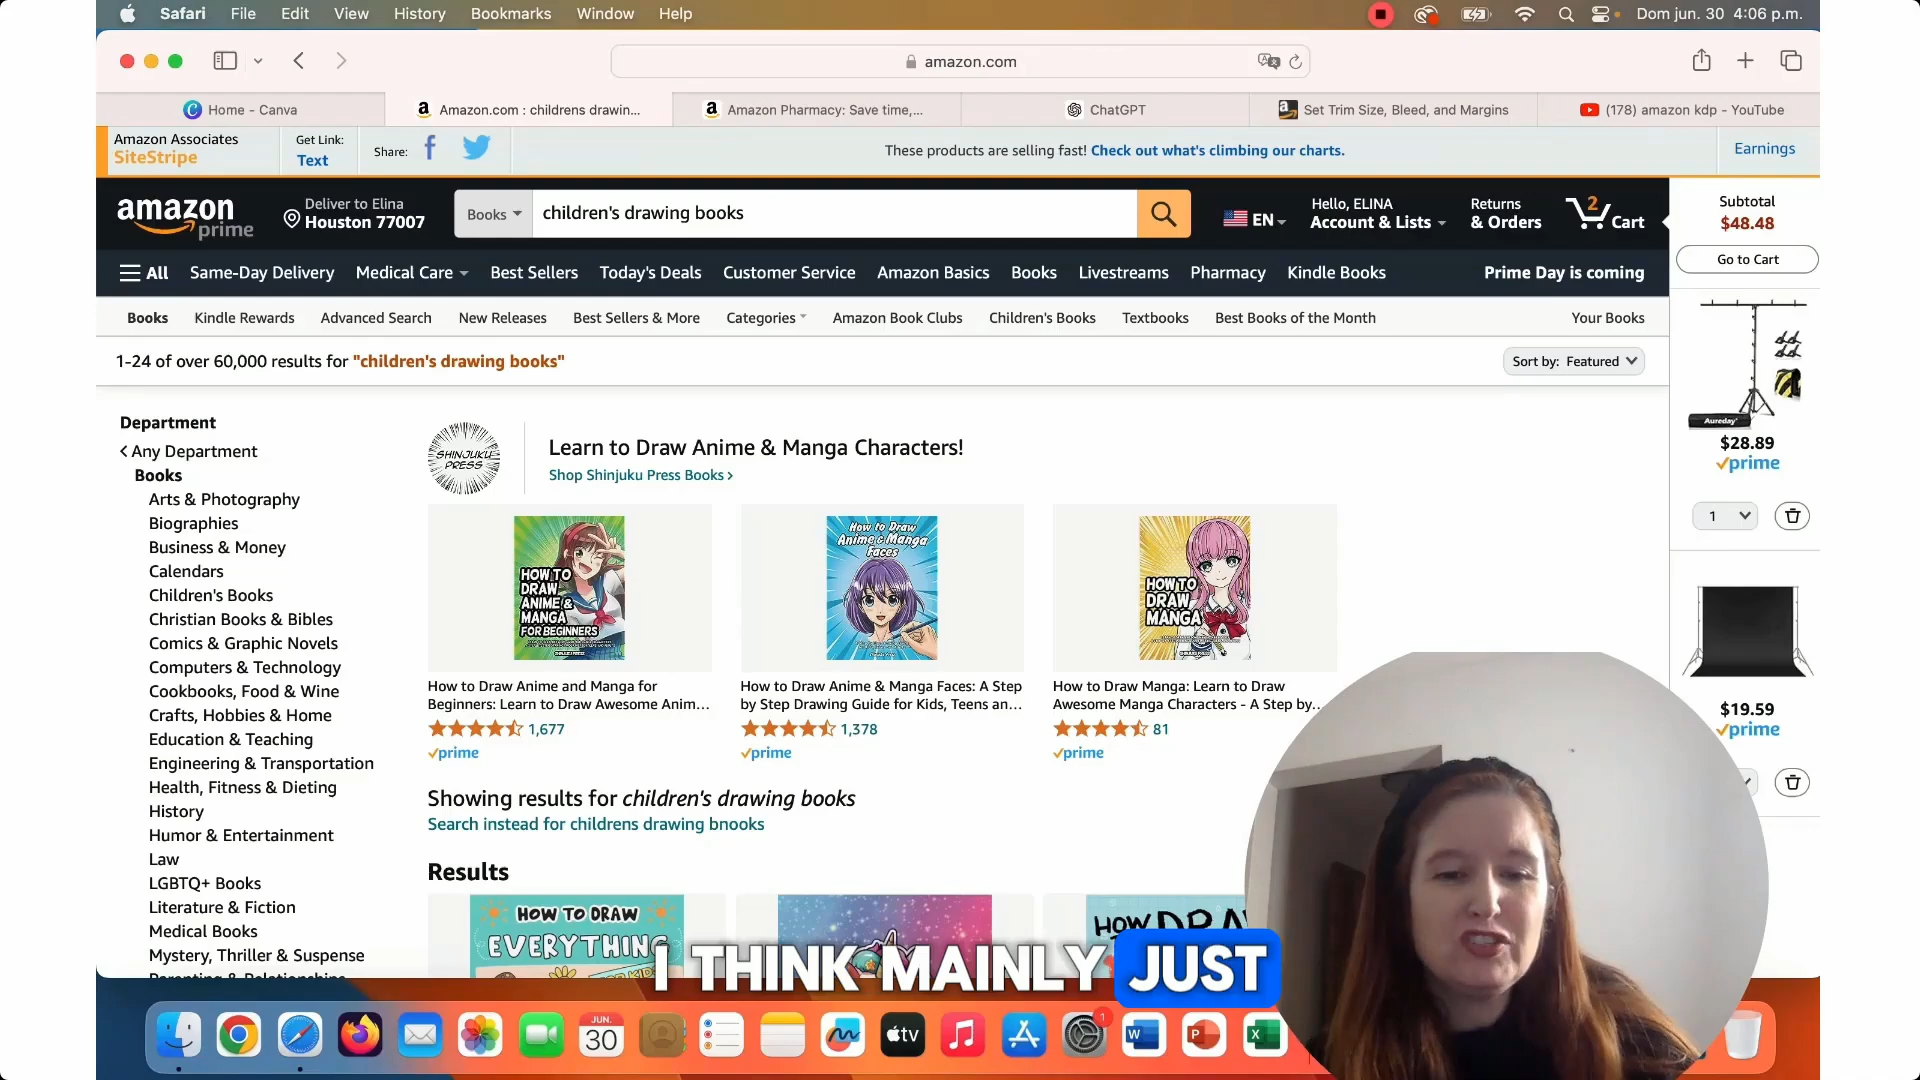 Safari File Edit View History Bookmarks Window Help
Dom jun. 30 4:06 p.m.
amazon.com
Home - Canva
Amazon.com : childrens drawin...
Amazon Pharmacy: Save time,...
ChatGPT
Set Trim Size, Bleed, and Margins
(178) amazon kdp - YouTube
Amazon Associates
SiteStripe
Get Link:
Text
Share:
These products are selling fast! Check out what's climbing our charts.
Earnings
amazon
prime
Deliver to Elina
Houston 77007
Books
children's drawing books
EN
Hello, ELINA
Account & Lists
Returns
& Orders
2
Cart
Subtotal
$48.48
Go to Cart
All Same-Day Delivery Medical Care Best Sellers Today's Deals Customer Service Amazon Basics Books Livestreams Pharmacy Kindle Books Prime Day is coming
Books Kindle Rewards Advanced Search New Releases Best Sellers & More Categories Amazon Book Clubs Children's Books Textbooks Best Books of the Month Your Books
1-24 of over 60,000 results for "children's drawing books"
Sort by: Featured
Department
Any Department
Books
Arts & Photography
Biographies
Business & Money
Calendars
Children's Books
Christian Books & Bibles
Comics & Graphic Novels
Computers & Technology
Cookbooks, Food & Wine
Crafts, Hobbies & Home
Education & Teaching
Engineering & Transportation
Health, Fitness & Dieting
History
Humor & Entertainment
Law
LGBTQ+ Books
Literature & Fiction
Medical Books
Mystery, Thriller & Suspense
Parenting & Relationships
SHINJUKU
PRESS
Learn to Draw Anime & Manga Characters!
Shop Shinjuku Press Books
HOW TO
DRAW
ANIME &
MANGA
FOR BEGINNERS
SHINJUKU PRESS
How to Draw
Anime & Manga
Faces
HOW TO
DRAW
MANGA
SHINJUKU PRESS
How to Draw Anime and Manga for
Beginners: Learn to Draw Awesome Anim...
1,677
prime
How to Draw Anime & Manga Faces: A Step
by Step Drawing Guide for Kids, Teens an...
1,378
prime
How to Draw Manga: Learn to Draw
Awesome Manga Characters - A Step by...
81
prime
Showing results for children's drawing books
Search instead for childrens drawing bnooks
Results
HOW TO DRAW
EVERYTHING
HOW
DRA
Aureday
$28.89
prime
1
$19.59
prime
I THINK MAINLY JUST
JUN.
30
tv
1
W
P
X